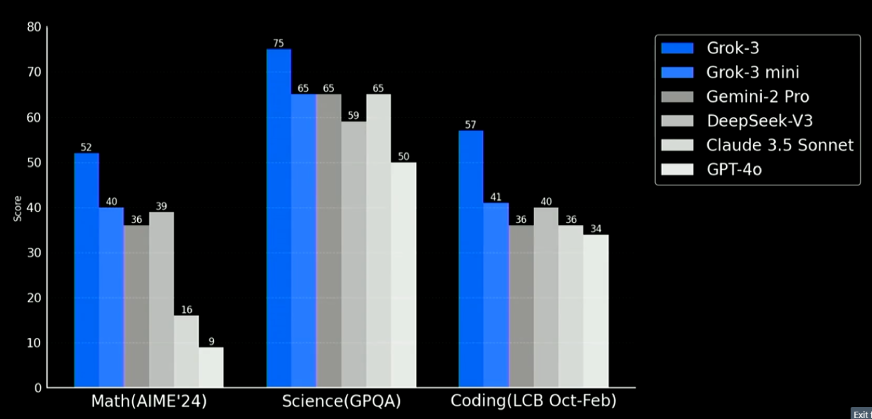 80
70
60
50
40
30
20
10
0
Score
52
40
36
39
16
9
75
65
65
59
65
50
57
41
36
40
36
34
Math(AIME'24)
Science(GPQA)
Coding(LCB Oct-Feb)
Grok-3
Grok-3 mini
Gemini-2 Pro
DeepSeek-V3
Claude 3.5 Sonnet
GPT-4o
Exit